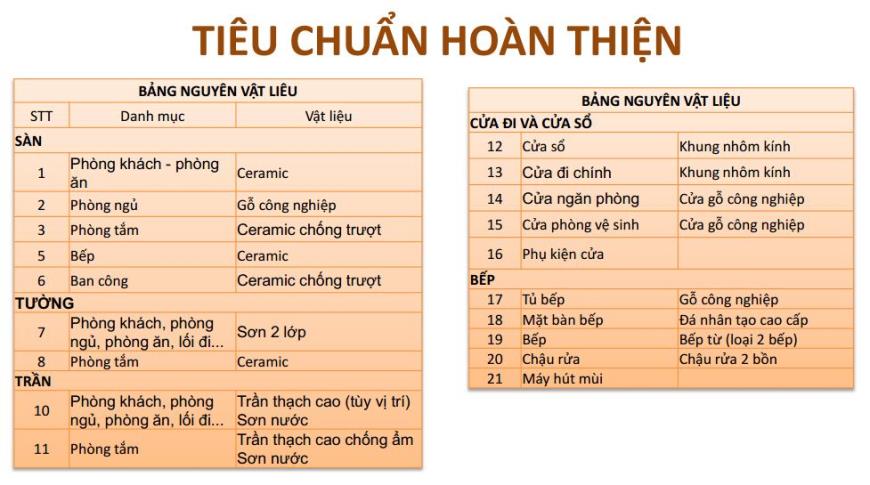 TIÊU CHUẨN HOÀN THIỆN
BẢNG NGUYÊN VẬT LIÊU
STT Danh mục Vật liệu
SÀN
1 Phòng khách - phòng ăn Ceramic
2 Phòng ngủ Gỗ công nghiệp
3 Phòng tắm Ceramic chống trượt
5 Bếp Ceramic
6 Ban công Ceramic chống trượt
TƯỜNG
7 Phòng khách, phòng ngủ, phòng ăn, lối đi... Sơn 2 lớp
8 Phòng tắm Ceramic
TRẦN
10 Phòng khách, phòng ngủ, phòng ăn, lối đi... Trần thạch cao (tùy vị trí) Sơn nước
11 Phòng tắm Trần thạch cao chống ẩm Sơn nước
BẢNG NGUYÊN VẬT LIỆU
CỬA ĐI VÀ CỬA SỔ
12 Cửa sổ Khung nhôm kính
13 Cửa đi chính Khung nhôm kính
14 Cửa ngăn phòng Cửa gỗ công nghiệp
15 Cửa phòng vệ sinh Cửa gỗ công nghiệp
16 Phụ kiện cửa
BẾP
17 Tủ bếp Gỗ công nghiệp
18 Mặt bàn bếp Đá nhân tạo cao cấp
19 Bếp Bếp từ (loại 2 bếp)
20 Chậu rửa Chậu rửa 2 bồn
21 Máy hút mùi